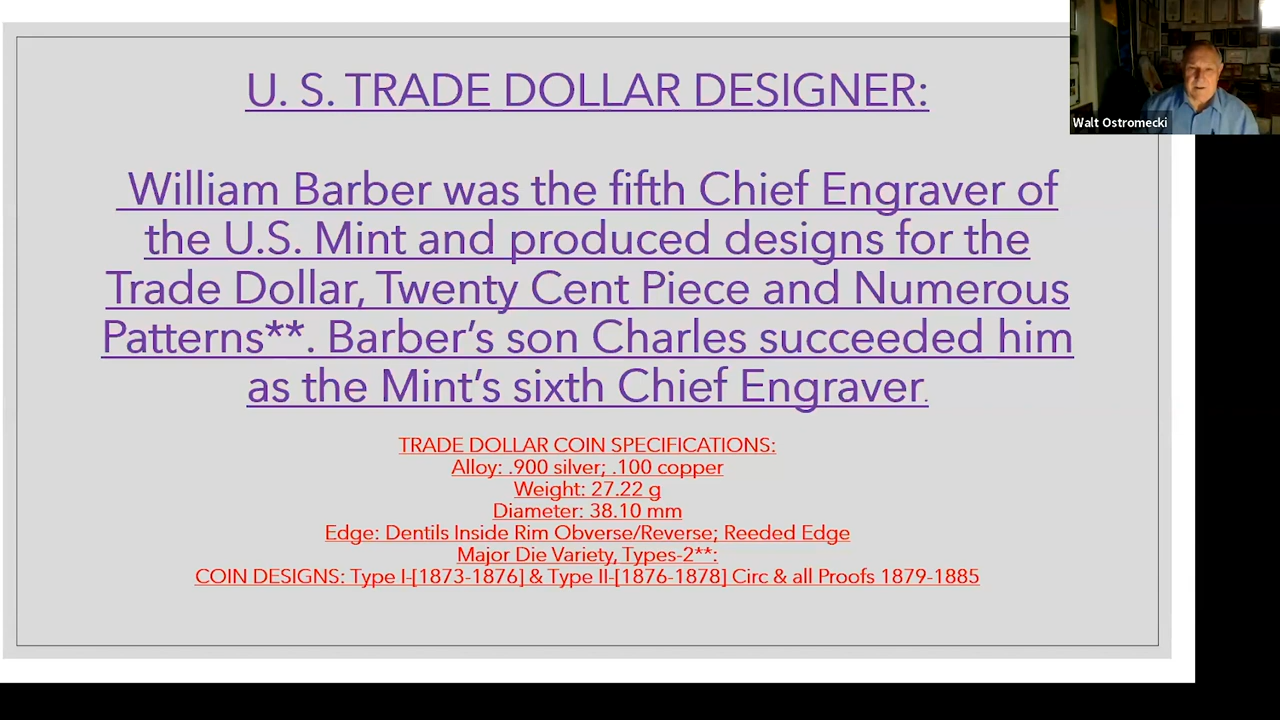 U. S. TRADE DOLLAR DESIGNER:
Walt Ostromecki
William Barber was the fifth Chief Engraver of
the U.S. Mint and produced designs for the
Trade Dollar, Twenty Cent Piece and Numerous
Patterns**. Barber’s son Charles succeeded him
as the Mint’s sixth Chief Engraver.
TRADE DOLLAR COIN SPECIFICATIONS:
Alloy: .900 silver; .100 copper
Weight: 27.22 g
Diameter: 38.10 mm
Edge: Dentils Inside Rim Obverse/Reverse; Reeded Edge
Major Die Variety, Types-2**:
COIN DESIGNS: Type I-[1873-1876] & Type II-[1876-1878] Circ & all Proofs 1879-1885